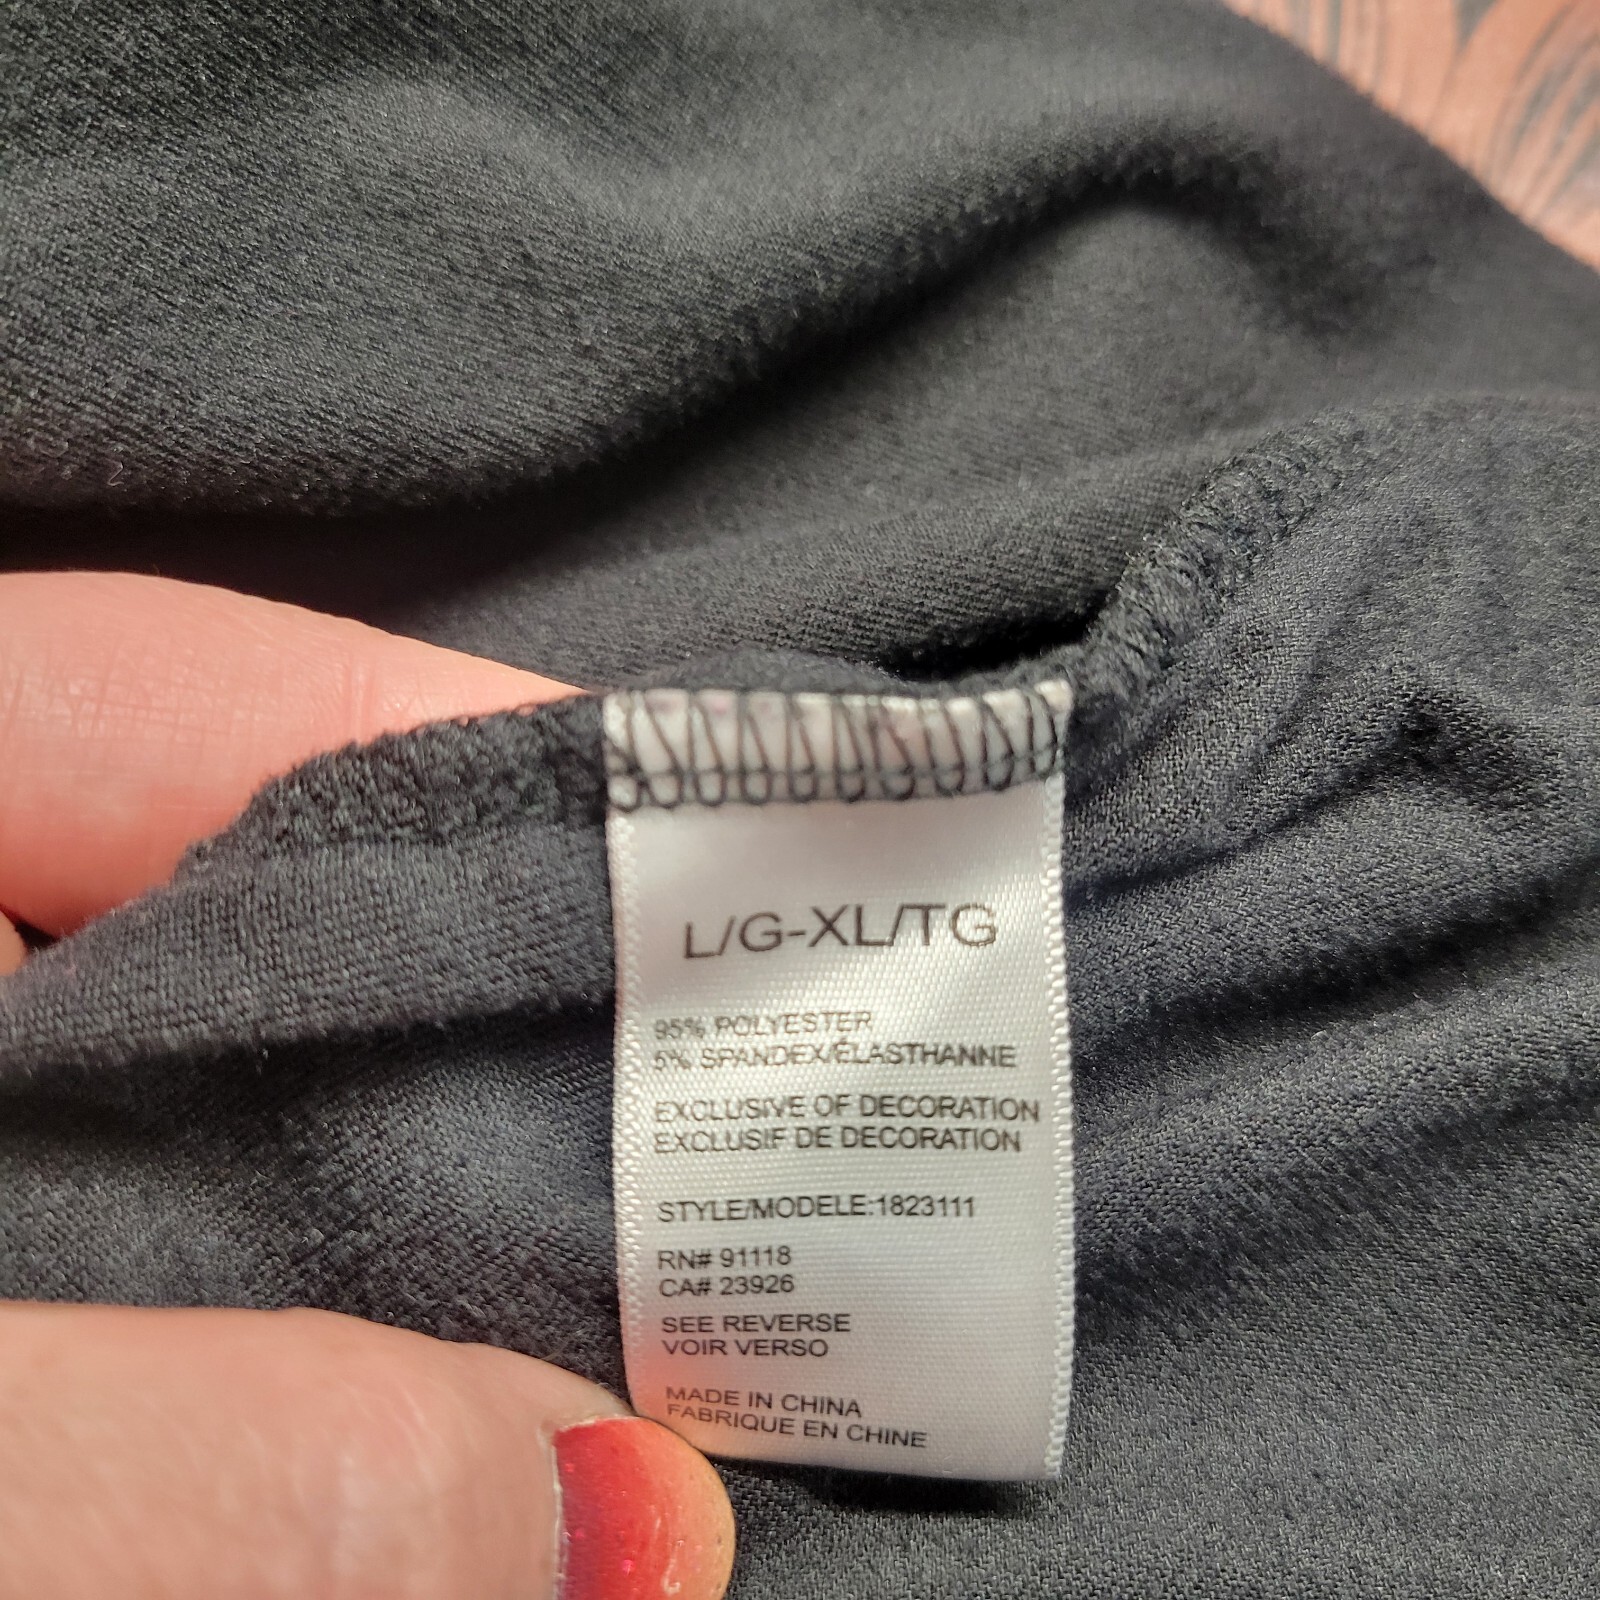 L/G-XL/TG
95% POLYESTER
5% SPANDEX/ÉLASTHANNE
EXCLUSIVE OF DECORATION
EXCLUSIF DE DECORATION
STYLE/MODELE:1823111
RN# 91118
CA# 23926
SEE REVERSE
VOIR VERSO
MADE IN CHINA
FABRIQUE EN CHINE